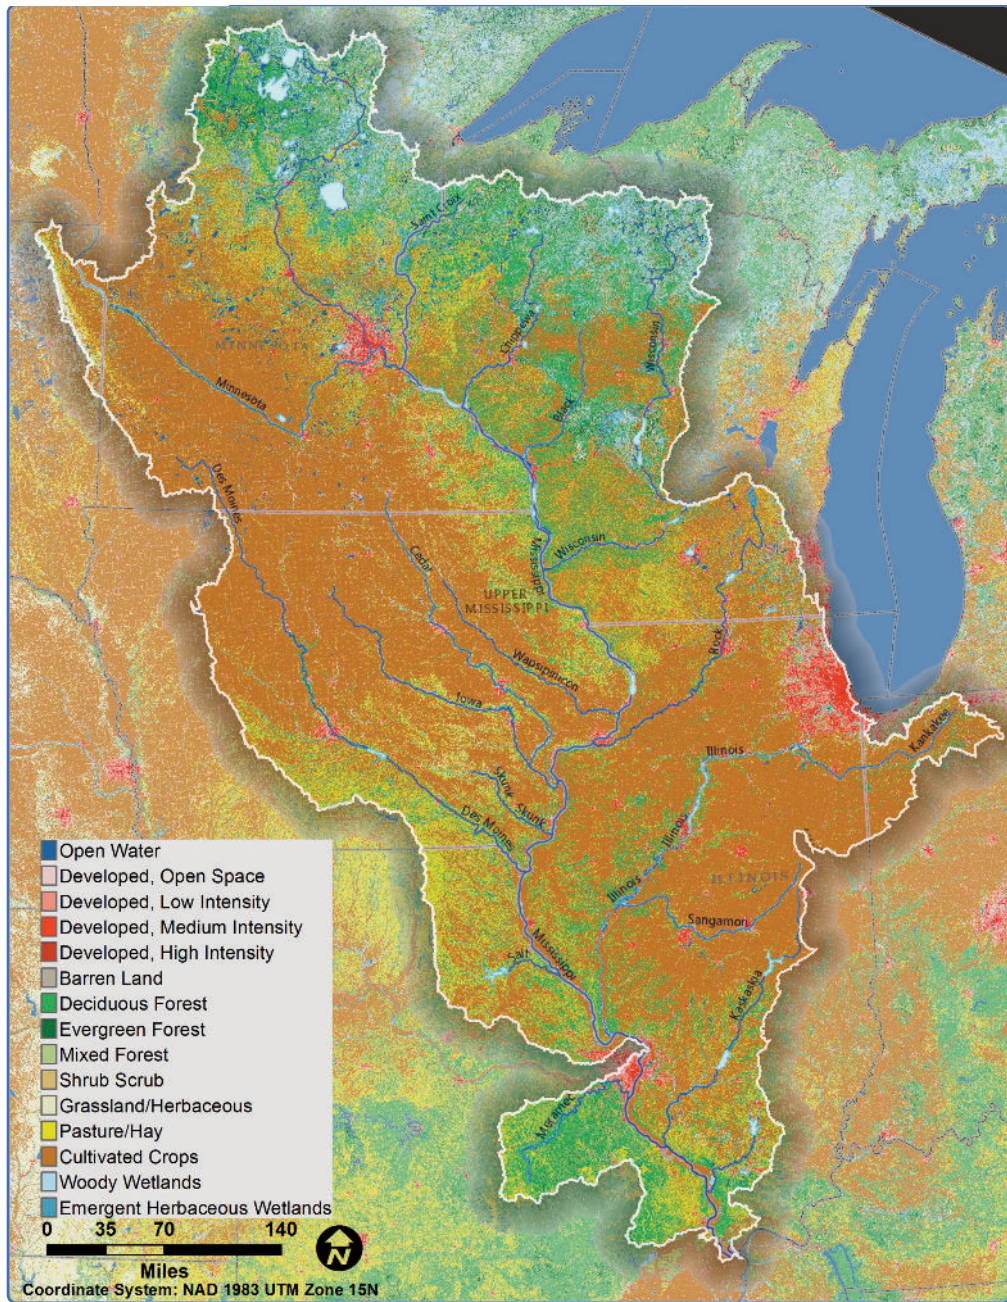 Saint Croix
Chippewa
Wisconsin
MINNESOTA
Minnesota
Black
Des Moines
Mississippi
Wisconsin
Cedar
UPPER
MISSISSIPPI
Rock
Wapsipinicon
Iowa
Kankakee
Illinois
Skunk
Skunk
Des Moines
Illinois
Illinois
ILLINOIS
Sangamon
Mississippi
Salt
Kaskaskia
Meramec
Open Water
Developed, Open Space
Developed, Low Intensity
Developed, Medium Intensity
Developed, High Intensity
Barren Land
Deciduous Forest
Evergreen Forest
Mixed Forest
Shrub Scrub
Grassland/Herbaceous
Pasture/Hay
Cultivated Crops
Woody Wetlands
Emergent Herbaceous Wetlands
0 35 70 140
Miles
N
Coordinate System: NAD 1983 UTM Zone 15N